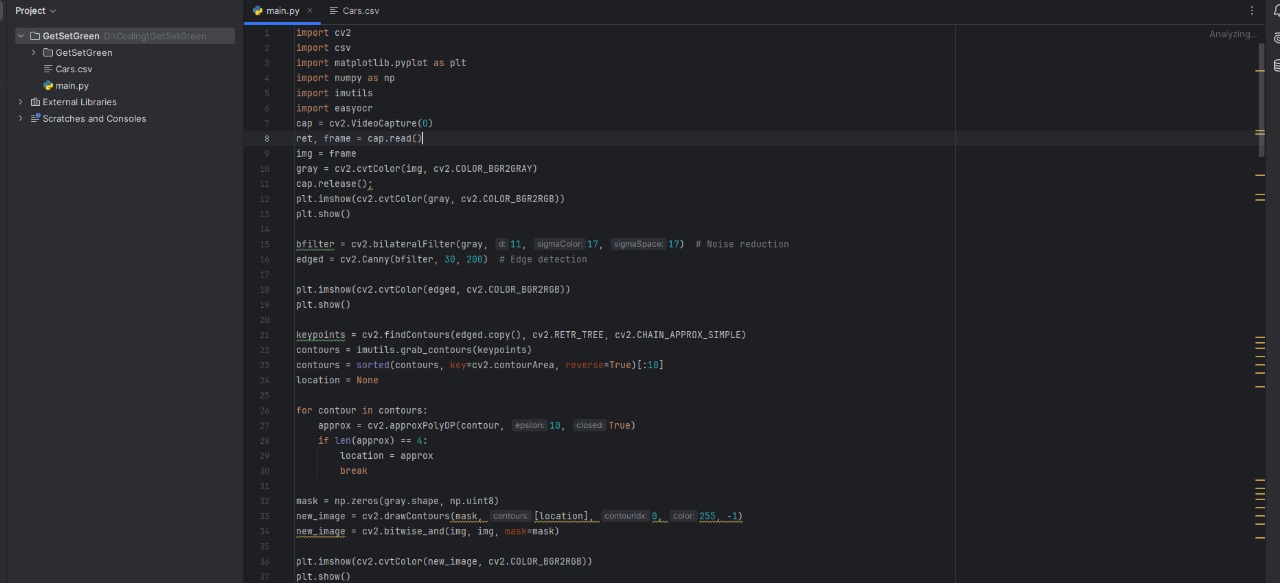 Project
main.py
Cars.csv
GetSetGreen D:\Coding\GetSetGreen
GetSetGreen
Cars.csv
main.py
External Libraries
Scratches and Consoles
Analyzing...
1 import cv2
2 import csv
3 import matplotlib.pyplot as plt
4 import numpy as np
5 import imutils
6 import easyocr
7 cap = cv2.VideoCapture(0)
8 ret, frame = cap.read()
9 img = frame
10 gray = cv2.cvtColor(img, cv2.COLOR_BGR2GRAY)
11 cap.release();
12 plt.imshow(cv2.cvtColor(gray, cv2.COLOR_BGR2RGB))
13 plt.show()
14
15 bfilter = cv2.bilateralFilter(gray, d: 11, sigmaColor: 17, sigmaSpace: 17) # Noise reduction
16 edged = cv2.Canny(bfilter, 30, 200) # Edge detection
17
18 plt.imshow(cv2.cvtColor(edged, cv2.COLOR_BGR2RGB))
19 plt.show()
20
21 keypoints = cv2.findContours(edged.copy(), cv2.RETR_TREE, cv2.CHAIN_APPROX_SIMPLE)
22 contours = imutils.grab_contours(keypoints)
23 contours = sorted(contours, key=cv2.contourArea, reverse=True)[:10]
24 location = None
25
26 for contour in contours:
27 approx = cv2.approxPolyDP(contour, epsilon: 10, closed: True)
28 if len(approx) == 4:
29 location = approx
30 break
31
32 mask = np.zeros(gray.shape, np.uint8)
33 new_image = cv2.drawContours(mask, contours: [location], contourIdx: 0, color: 255, -1)
34 new_image = cv2.bitwise_and(img, img, mask=mask)
35
36 plt.imshow(cv2.cvtColor(new_image, cv2.COLOR_BGR2RGB))
37 plt.show()